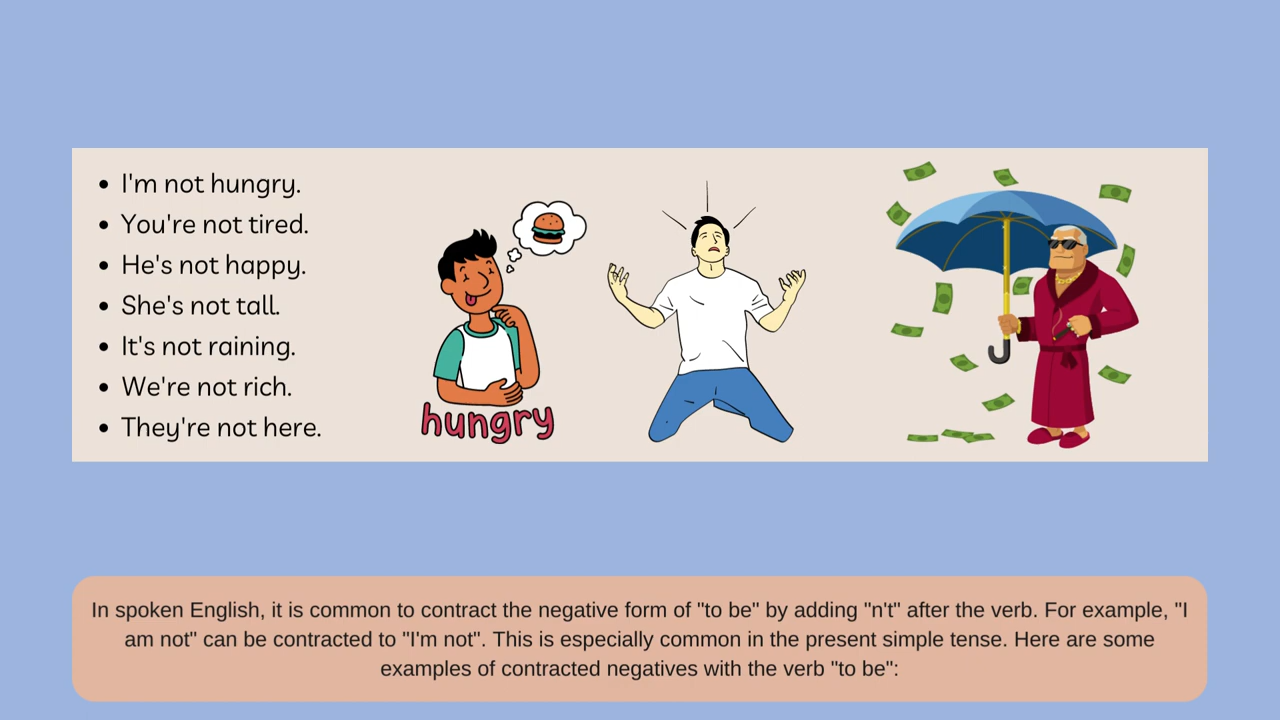 • I'm not hungry.
• You're not tired.
• He's not happy.
• She's not tall.
• It's not raining.
• We're not rich.
• They're not here.
hungry
In spoken English, it is common to contract the negative form of "to be" by adding "n't" after the verb. For example, "I
am not" can be contracted to "I'm not". This is especially common in the present simple tense. Here are some
examples of contracted negatives with the verb "to be":